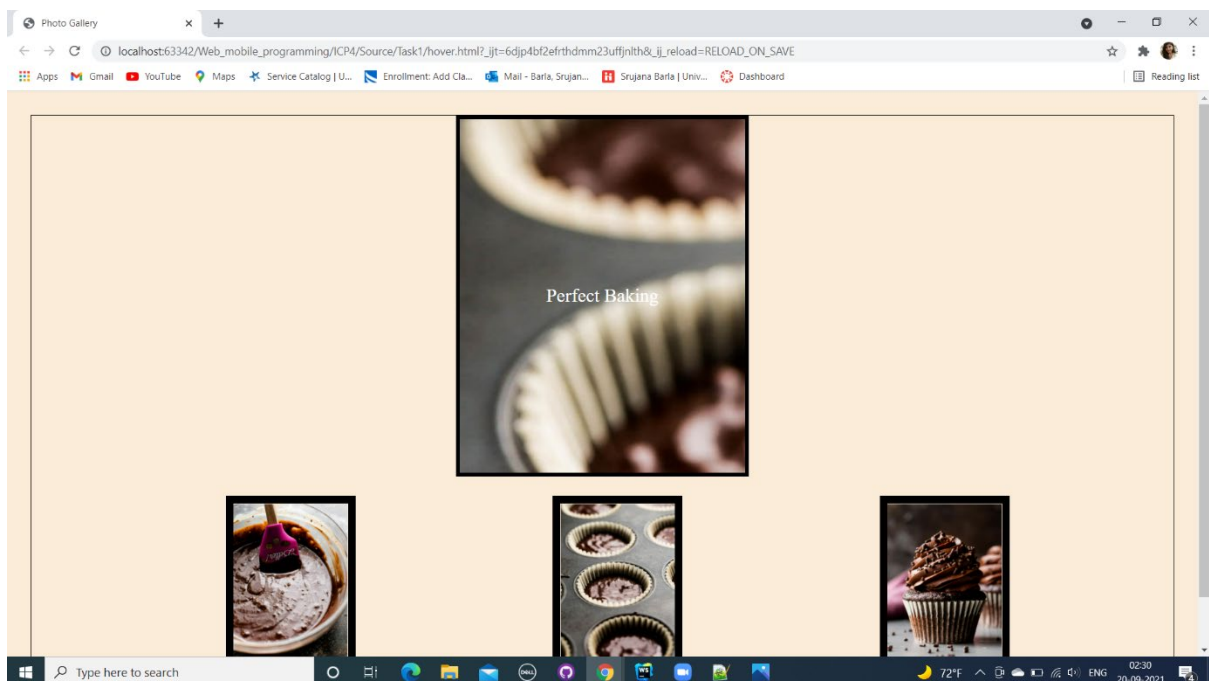 Photo Gallery
localhost:63342/Web_mobile_programming/ICP4/Source/Task1/hover.html?_ijt=6djp4bf2efrthdmm23uffjnlth&_ij_reload=RELOAD_ON_SAVE
Apps Gmail YouTube Maps Service Catalog | U... Enrollment: Add Cla... Mail - Barla, Srujan... Srujana Barla | Univ... Dashboard Reading list
Perfect Baking
Type here to search 72°F ENG 02:30
20-09-2021